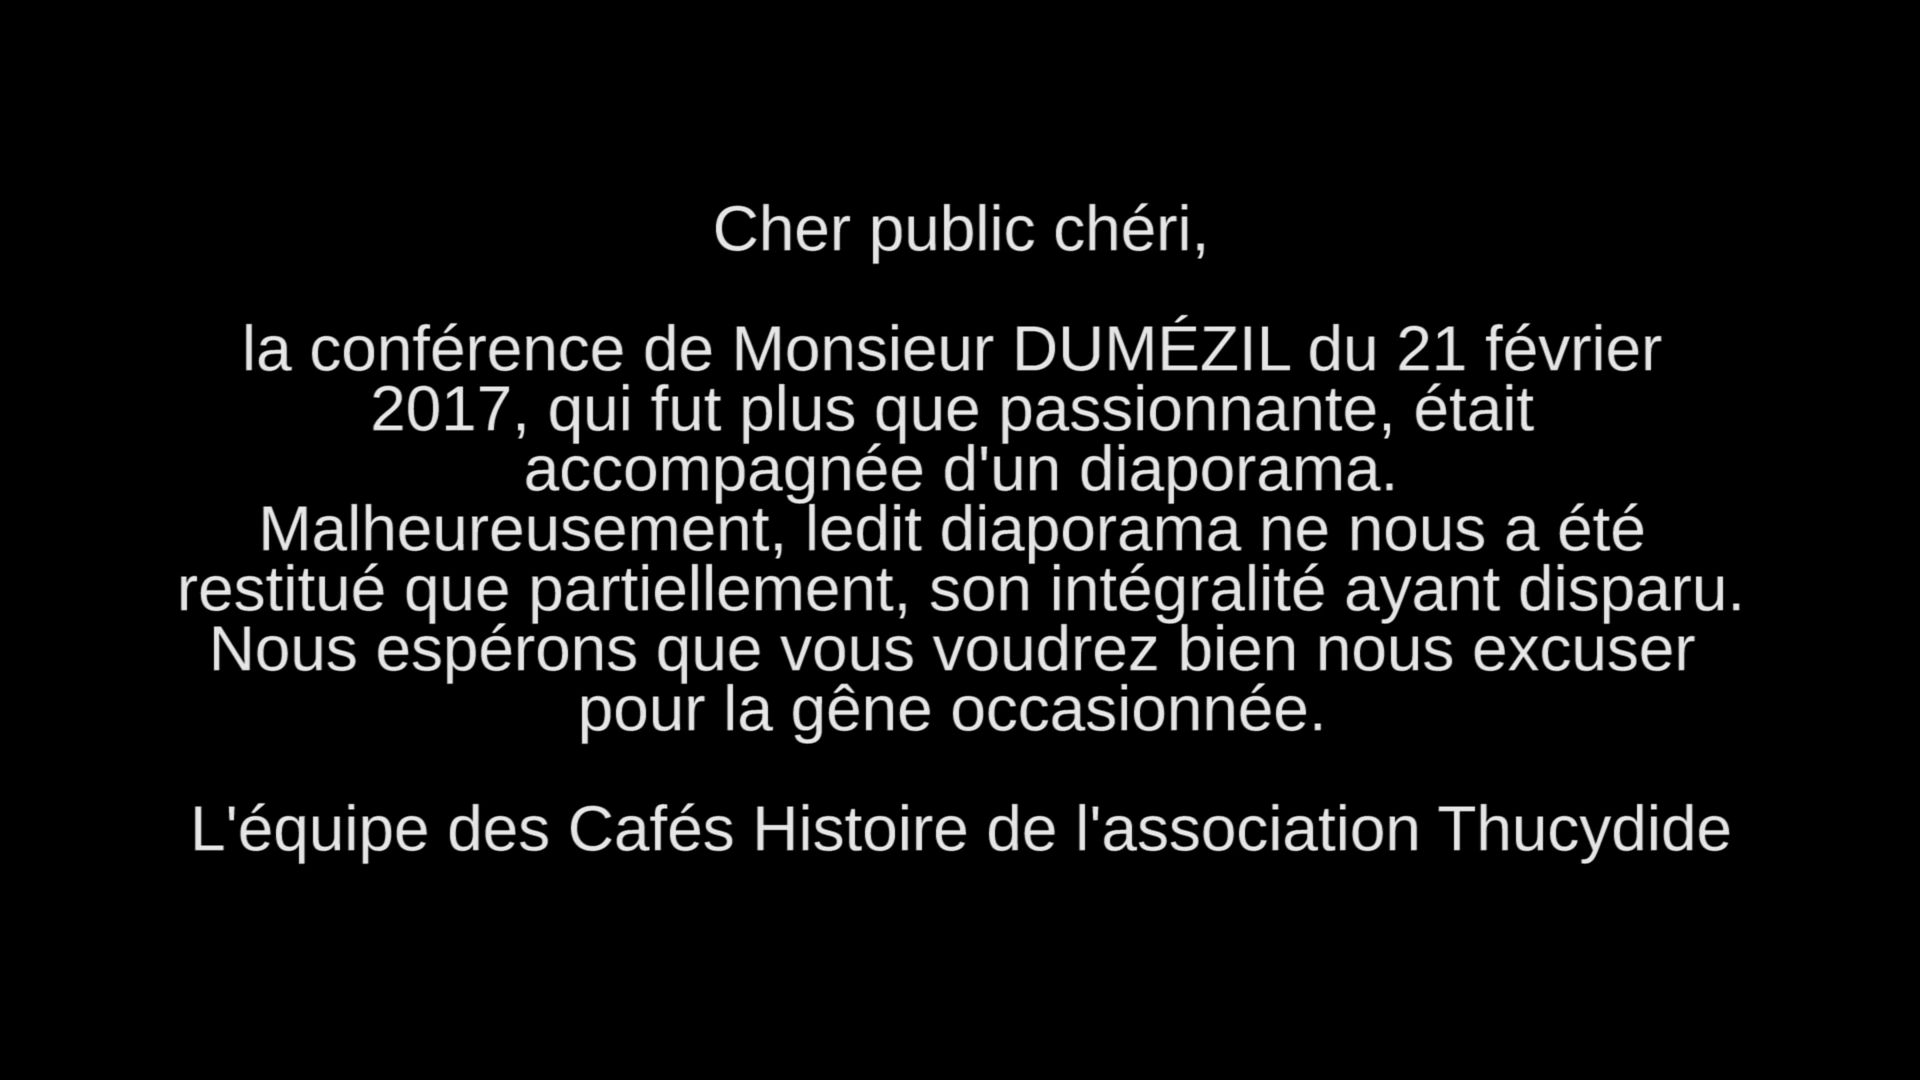 Cher public chéri,
la conférence de Monsieur DUMÉZIL du 21 février
2017, qui fut plus que passionnante, était
accompagnée d'un diaporama.
Malheureusement, ledit diaporama ne nous a été
restitué que partiellement, son intégralité ayant disparu.
Nous espérons que vous voudrez bien nous excuser
pour la gêne occasionnée.
L'équipe des Cafés Histoire de l'association Thucydide